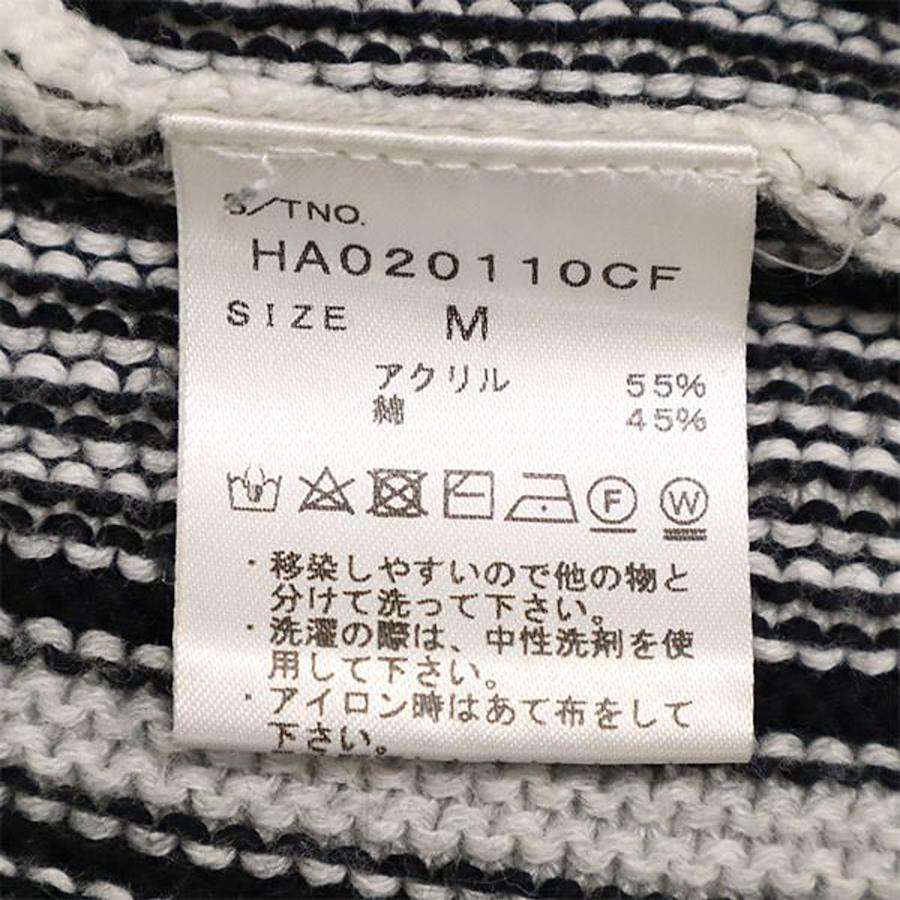 S/TNO.
HA020110CF
SIZE M
アクリル 55%
綿 45%
F W
・移染しやすいので他の物と
分けて洗って下さい。
・洗濯の際は、中性洗剤を使
用して下さい。
・アイロン時はあて布をして
下さい。